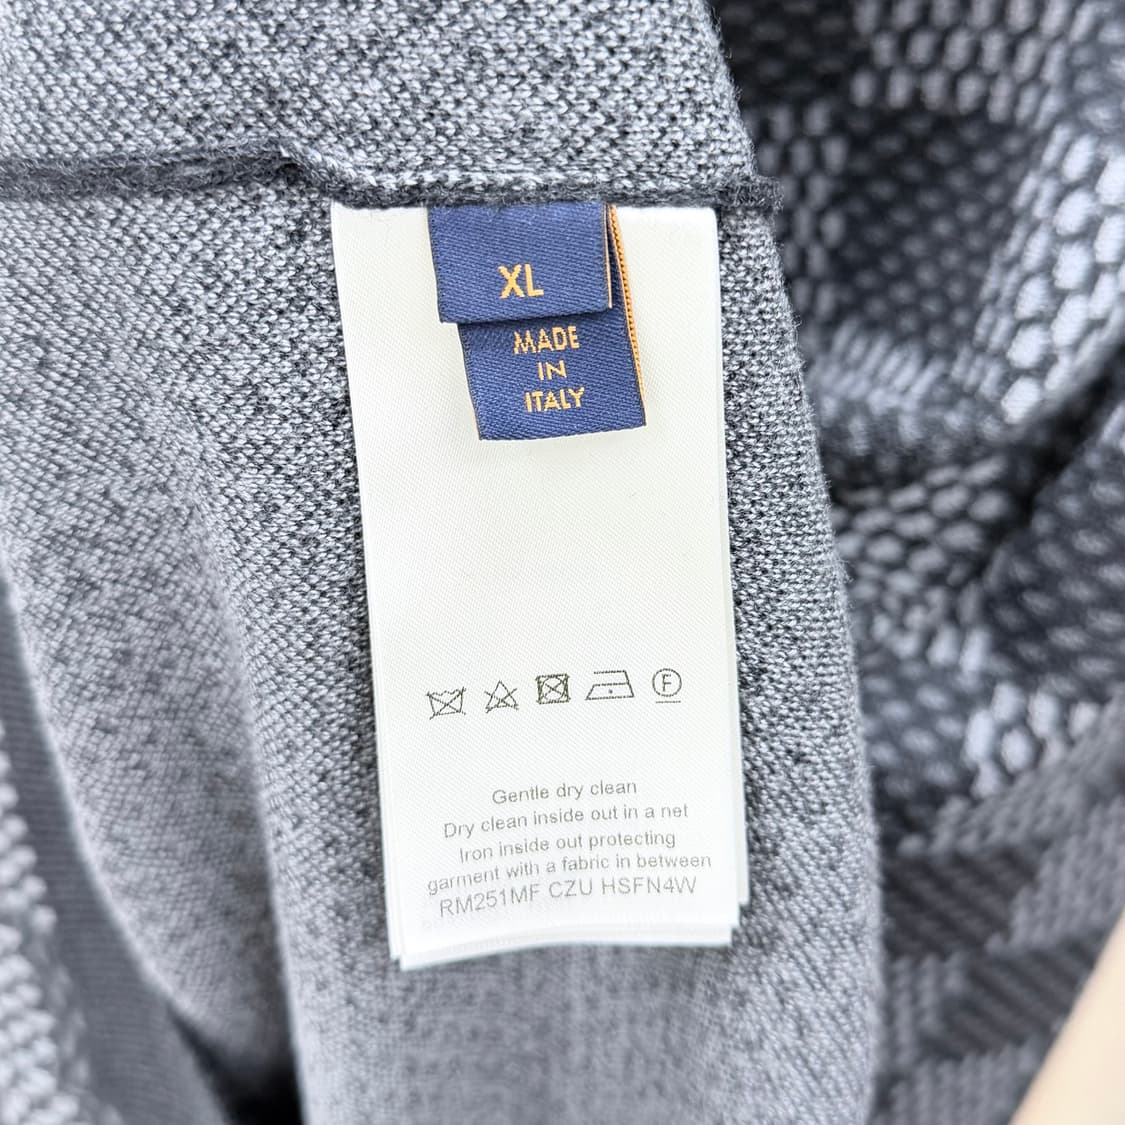 XL
MADE
IN
ITALY
F
Gentle dry clean
Dry clean inside out in a net
Iron inside out protecting
garment with a fabric in between
RM251MF CZU HSFN4W